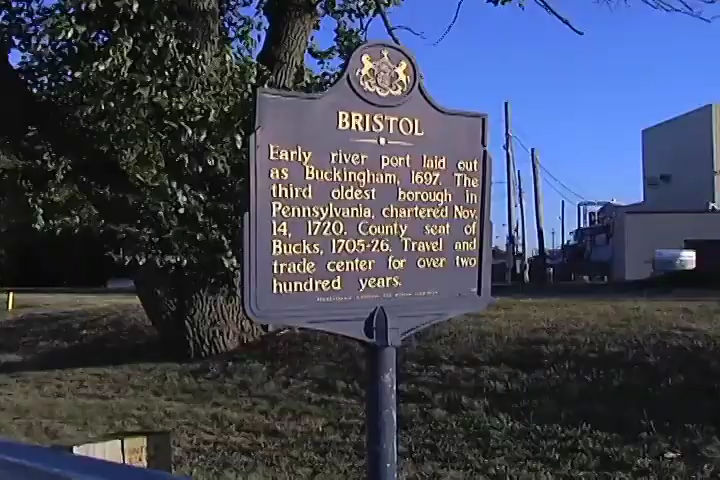 BRISTOL
Early river port laid out
as Buckingham, 1697. The
third oldest borough in
Pennsylvania, chartered Nov.
14, 1720. County seat of
Bucks, 1705-26. Travel and
trade center for over two
hundred years.